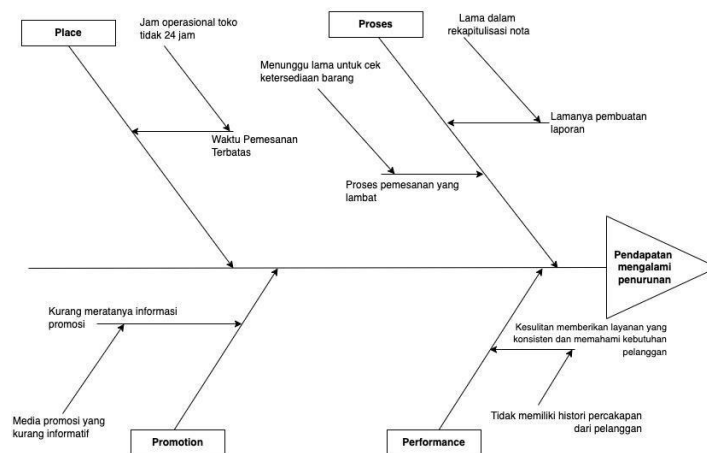 Place
Jam operasional toko
tidak 24 jam
Waktu Pemesanan
Terbatas
Proses
Lama dalam
rekapitulisasi nota
Menunggu lama untuk cek
ketersediaan barang
Lamanya pembuatan
laporan
Proses pemesanan yang
lambat
Pendapatan
mengalami
penurunan
Kurang meratanya informasi
promosi
Media promosi yang
kurang informatif
Promotion
Kesulitan memberikan layanan yang
konsisten dan memahami kebutuhan
pelanggan
Tidak memiliki histori percakapan
dari pelanggan
Performance